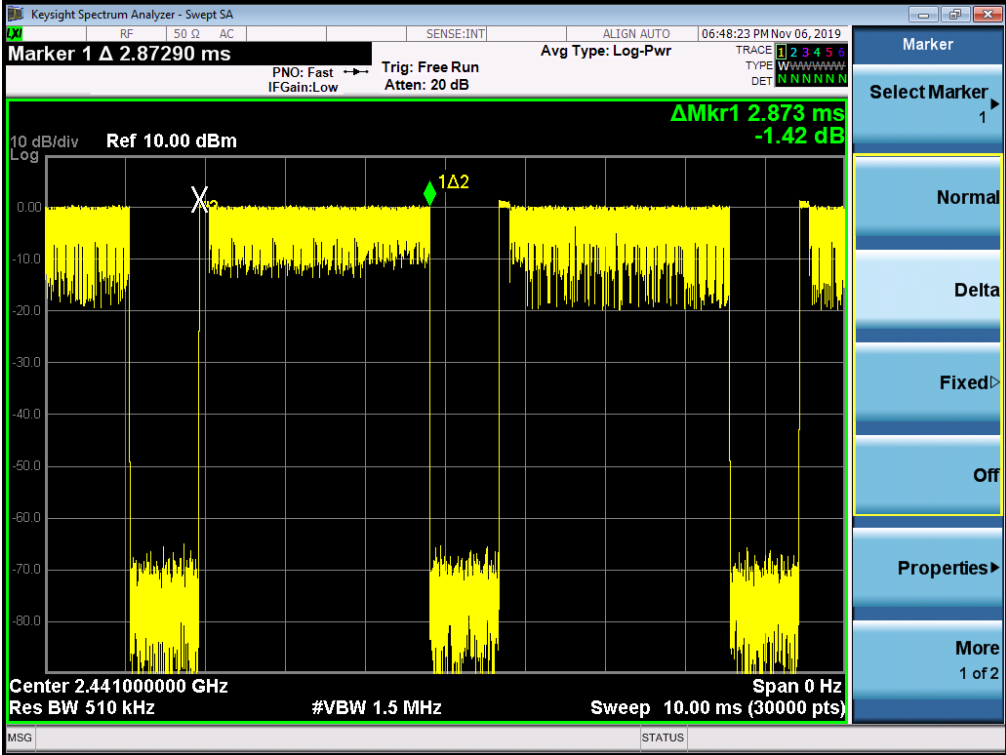 Keysight Spectrum Analyzer - Swept SA
LXI RF 50 Ω AC SENSE:INT ALIGN AUTO 06:48:23 PM Nov 06, 2019
Marker 1 Δ 2.87290 ms
PNO: Fast
IFGain:Low
Trig: Free Run
Atten: 20 dB
Avg Type: Log-Pwr
TRACE 1 2 3 4 5 6
TYPE WWWWWW
DET N N N N N N
ΔMkr1 2.873 ms
-1.42 dB
10 dB/div Ref 10.00 dBm
Log
1Δ2
X
0.00
-10.0
-20.0
-30.0
-40.0
-50.0
-60.0
-70.0
-80.0
Center 2.441000000 GHz Span 0 Hz
Res BW 510 kHz #VBW 1.5 MHz Sweep 10.00 ms (30000 pts)
MSG STATUS
Marker
Select Marker
1
Normal
Delta
Fixed
Off
Properties
More
1 of 2